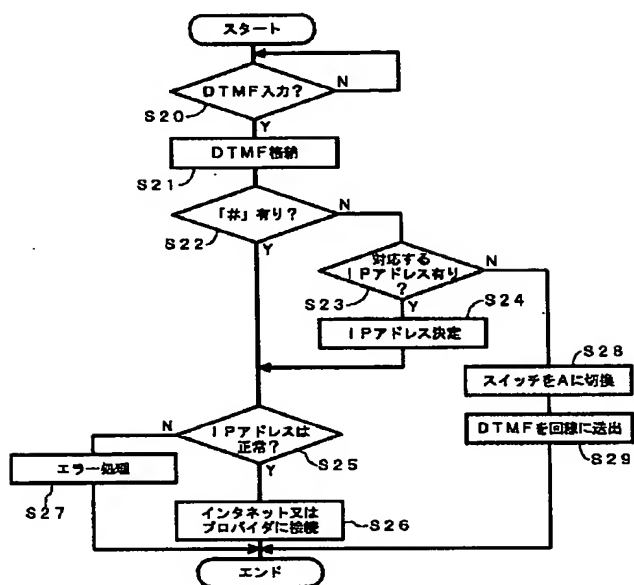 スタート
DTMF入力?
N
S20
Y
DTMF格納
S21
「#」有り?
N
S22
Y
対応する
IPアドレス有り
?
N
S23
Y
S24
IPアドレス決定
S28
スイッチをAに切換
N
IPアドレスは
正常?
DTMFを回線に送出
S29
S25
Y
エラー処理
S27
インタネット又は
プロバイダに接続
S26
エンド